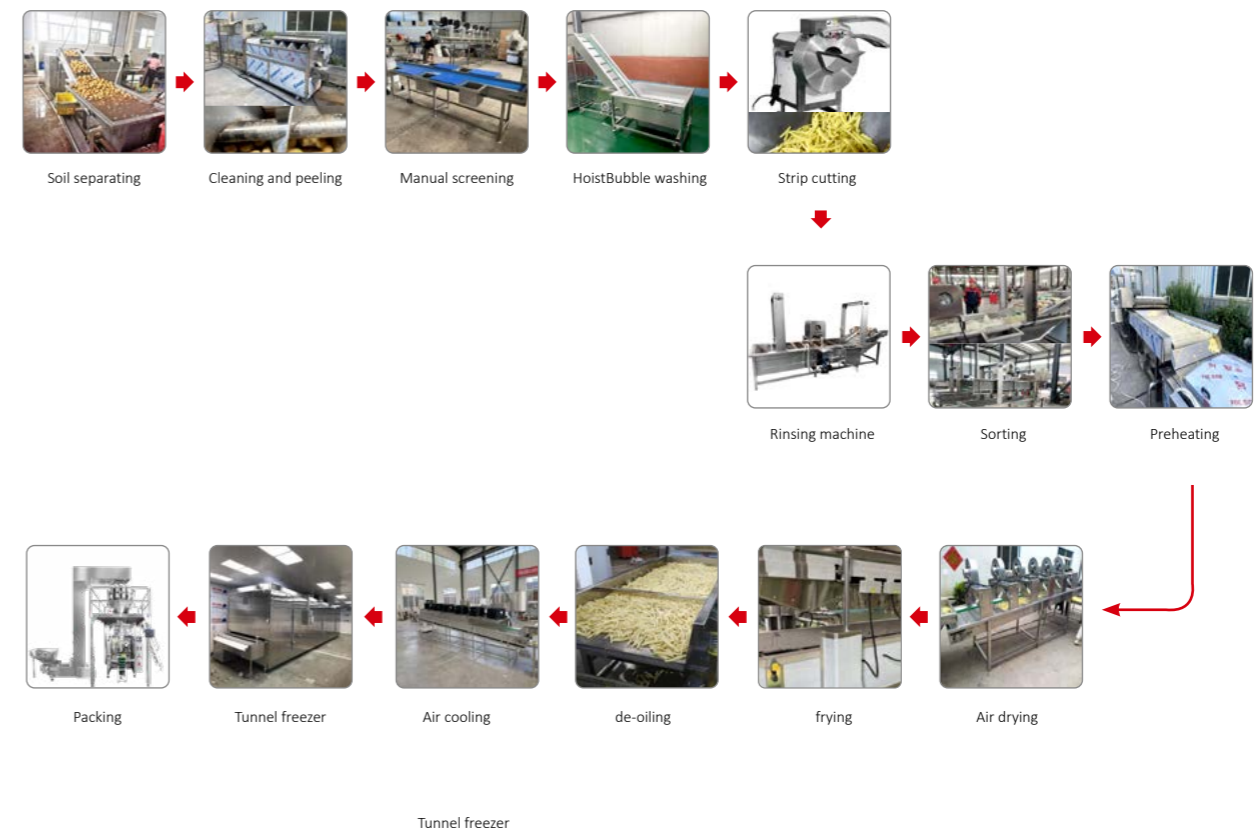 Soil separating
Cleaning and peeling
Manual screening
HoistBubble washing
Strip cutting
Rinsing machine
Sorting
Preheating
Packing
Tunnel freezer
Air cooling
de-oiling
frying
Air drying
Tunnel freezer